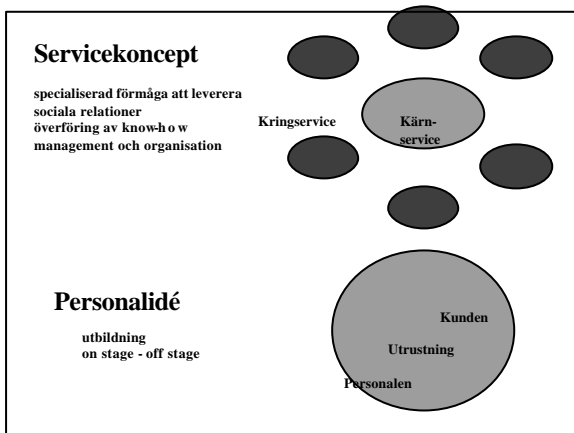 Servicekoncept
specialiserad förmåga att leverera
sociala relationer
överföring av know-how
management och organisation
Kringservice
Kärn-
service
Personalidé
utbildning
on stage - off stage
Kunden
Utrustning
Personalen